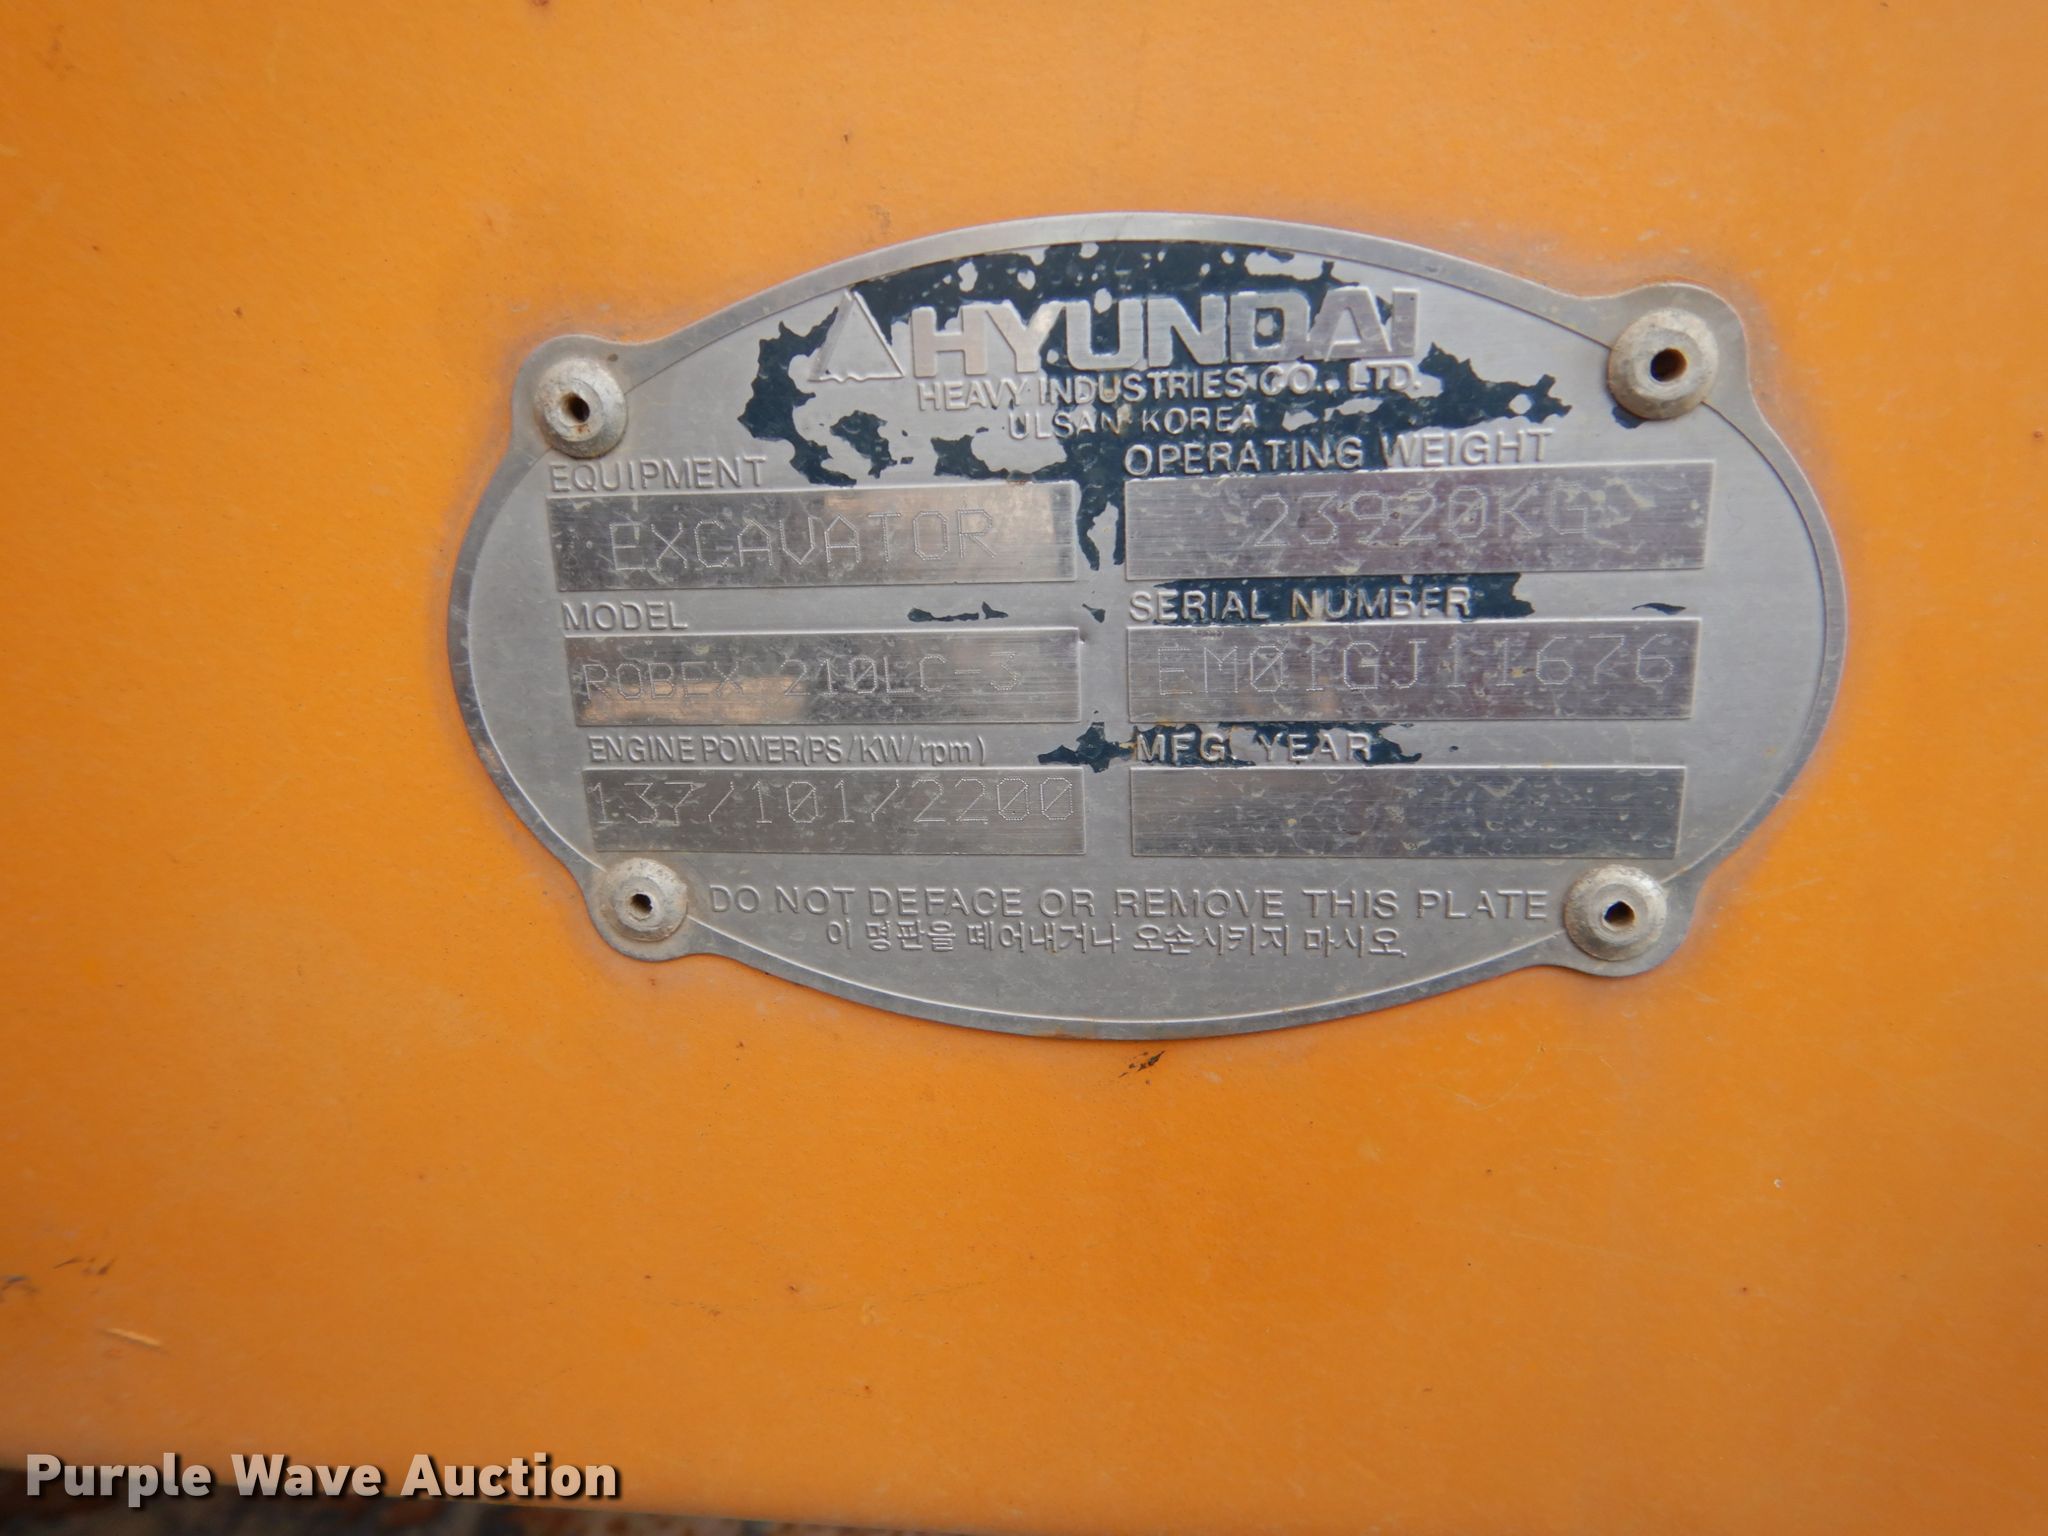 HYUNDAI
HEAVY INDUSTRIES CO., LTD.
ULSAN KOREA
EQUIPMENT
EXCAVATOR
OPERATING WEIGHT
23920KG
MODEL
ROBEX 210LC-3
SERIAL NUMBER
EM01GJ11676
ENGINE POWER(PS/KW/rpm)
137/101/2200
MFG. YEAR
DO NOT DEFACE OR REMOVE THIS PLATE
이 명판을 떼어내거나 오손시키지 마시오.
Purple Wave Auction